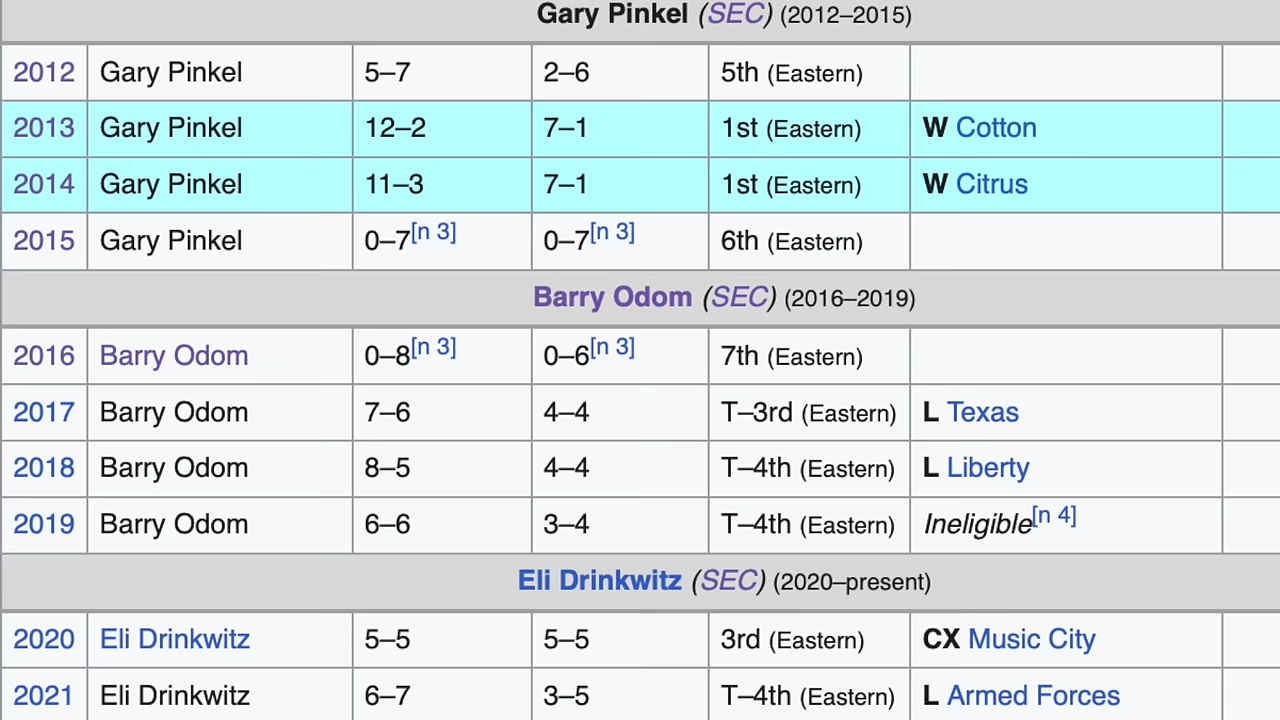 Gary Pinkel (SEC) (2012–2015)
2012 Gary Pinkel 5–7 2–6 5th (Eastern)
2013 Gary Pinkel 12–2 7–1 1st (Eastern) W Cotton
2014 Gary Pinkel 11–3 7–1 1st (Eastern) W Citrus
2015 Gary Pinkel 0–7[n 3] 0–7[n 3] 6th (Eastern)
Barry Odom (SEC) (2016–2019)
2016 Barry Odom 0–8[n 3] 0–6[n 3] 7th (Eastern)
2017 Barry Odom 7–6 4–4 T–3rd (Eastern) L Texas
2018 Barry Odom 8–5 4–4 T–4th (Eastern) L Liberty
2019 Barry Odom 6–6 3–4 T–4th (Eastern) Ineligible[n 4]
Eli Drinkwitz (SEC) (2020–present)
2020 Eli Drinkwitz 5–5 5–5 3rd (Eastern) CX Music City
2021 Eli Drinkwitz 6–7 3–5 T–4th (Eastern) L Armed Forces